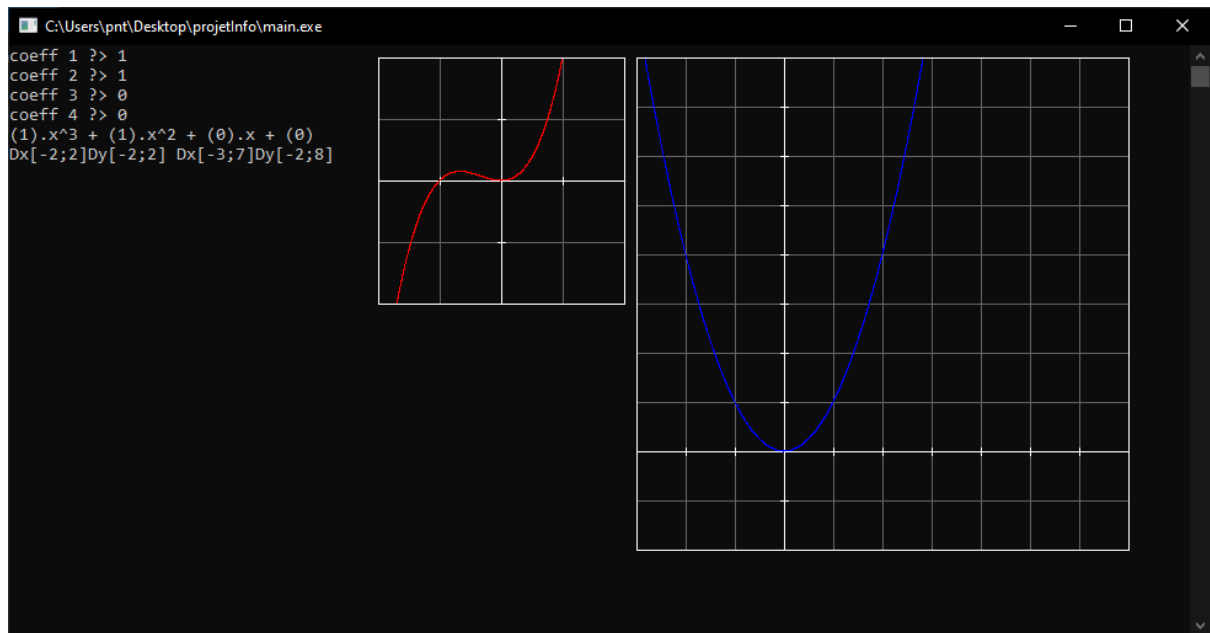 C:\Users\pnt\Desktop\projetInfo\main.exe
coeff 1 ?> 1
coeff 2 ?> 1
coeff 3 ?> 0
coeff 4 ?> 0
(1).x^3 + (1).x^2 + (0).x + (0)
Dx[-2;2]Dy[-2;2] Dx[-3;7]Dy[-2;8]